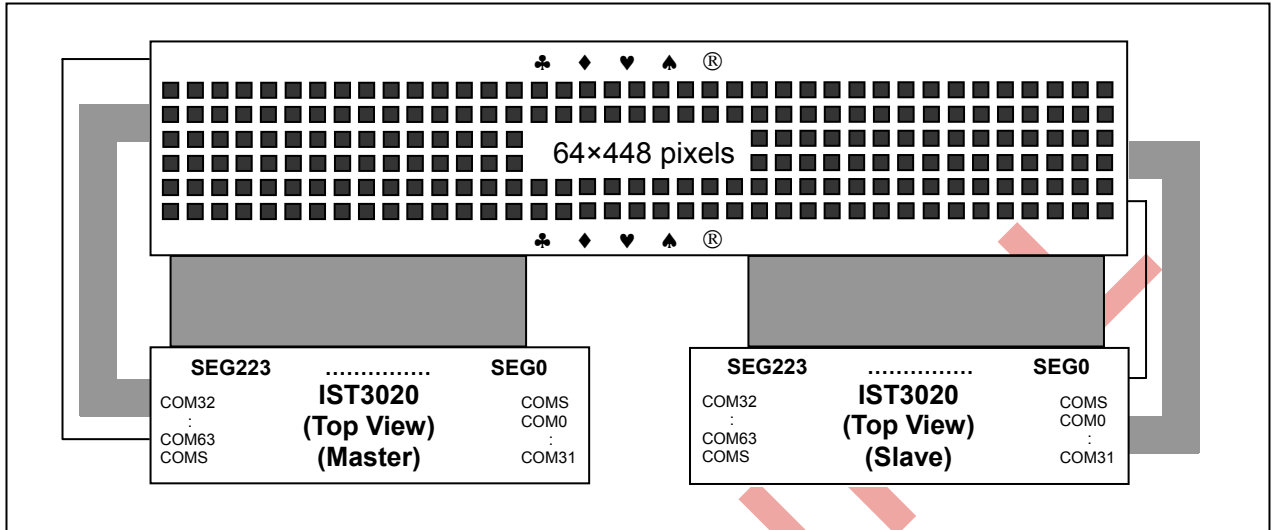 ♣ ♦ ♥ ♠ ®
64×448 pixels
♣ ♦ ♥ ♠ ®
SEG223 ............... SEG0
COM32
:
COM63
COMS
IST3020
(Top View)
(Master)
COMS
COM0
:
COM31
SEG223 ............... SEG0
COM32
:
COM63
COMS
IST3020
(Top View)
(Slave)
COMS
COM0
:
COM31